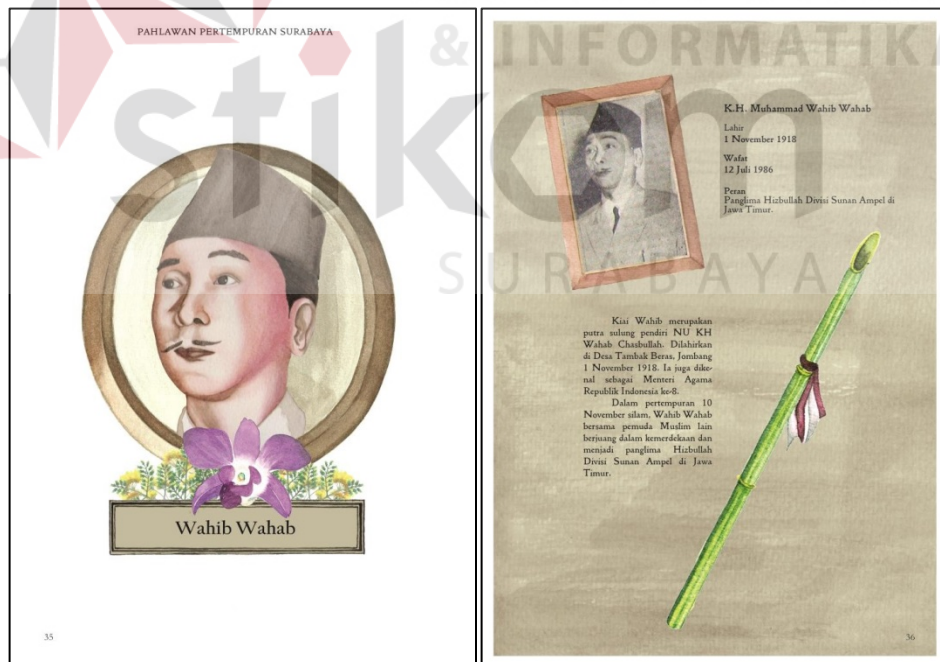 PAHLAWAN PERTEMPURAN SURABAYA
Wahib Wahab
35
& INFORMATIKA
stikom
SURABAYA
K.H. Muhammad Wahib Wahab
Lahir
1 November 1918
Wafat
12 Juli 1986
Peran
Panglima Hizbullah Divisi Sunan Ampel di
Jawa Timur.
Kiai Wahib merupakan
putra sulung pendiri NU KH
Wahab Chasbullah. Dilahirkan
di Desa Tambak Beras, Jombang
1 November 1918. Ia juga dike-
nal sebagai Menteri Agama
Republik Indonesia ke-8.
Dalam pertempuran 10
November silam, Wahib Wahab
bersama pemuda Muslim lain
berjuang dalam kemerdekaan dan
menjadi panglima Hizbullah
Divisi Sunan Ampel di Jawa
Timur.
36